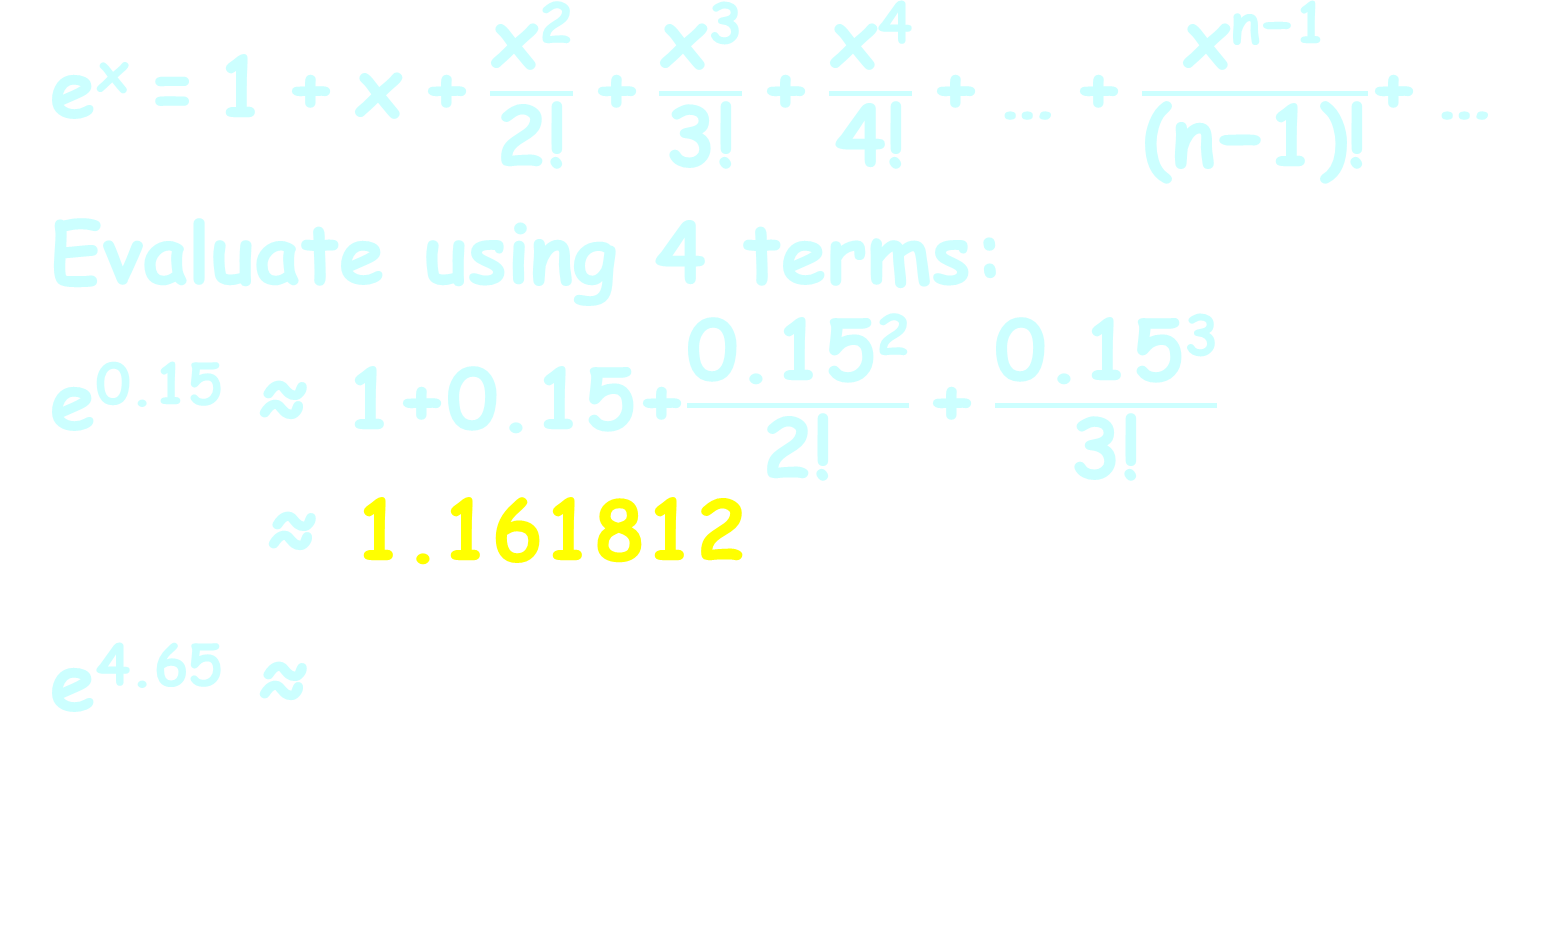 eˣ = 1 + x + x²/2! + x³/3! + x⁴/4! + … + xⁿ⁻¹/(n−1)! + …
Evaluate using 4 terms:
e⁰·¹⁵ ≈ 1+0.15+0.15²/2! + 0.15³/3!
≈ 1.161812
e⁴·⁶⁵ ≈